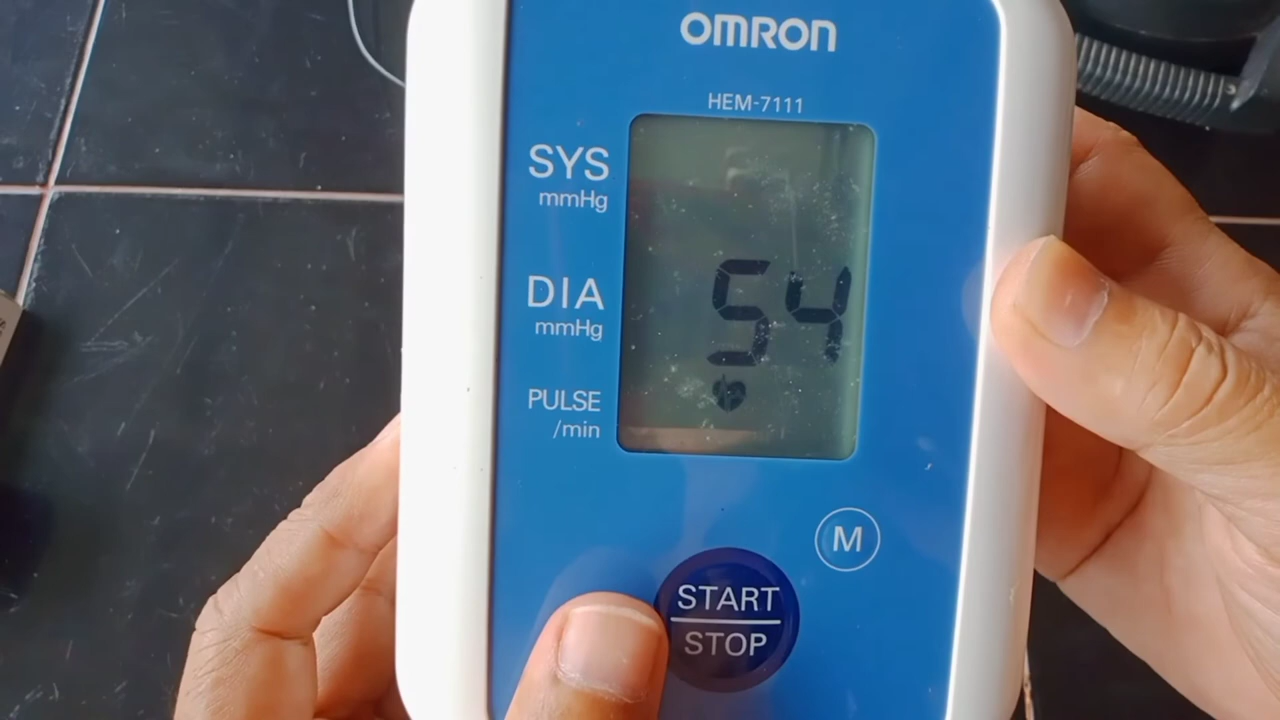 OMRON
HEM-7111
SYS
mmHg
54
DIA
mmHg
PULSE
/min
M
START
STOP